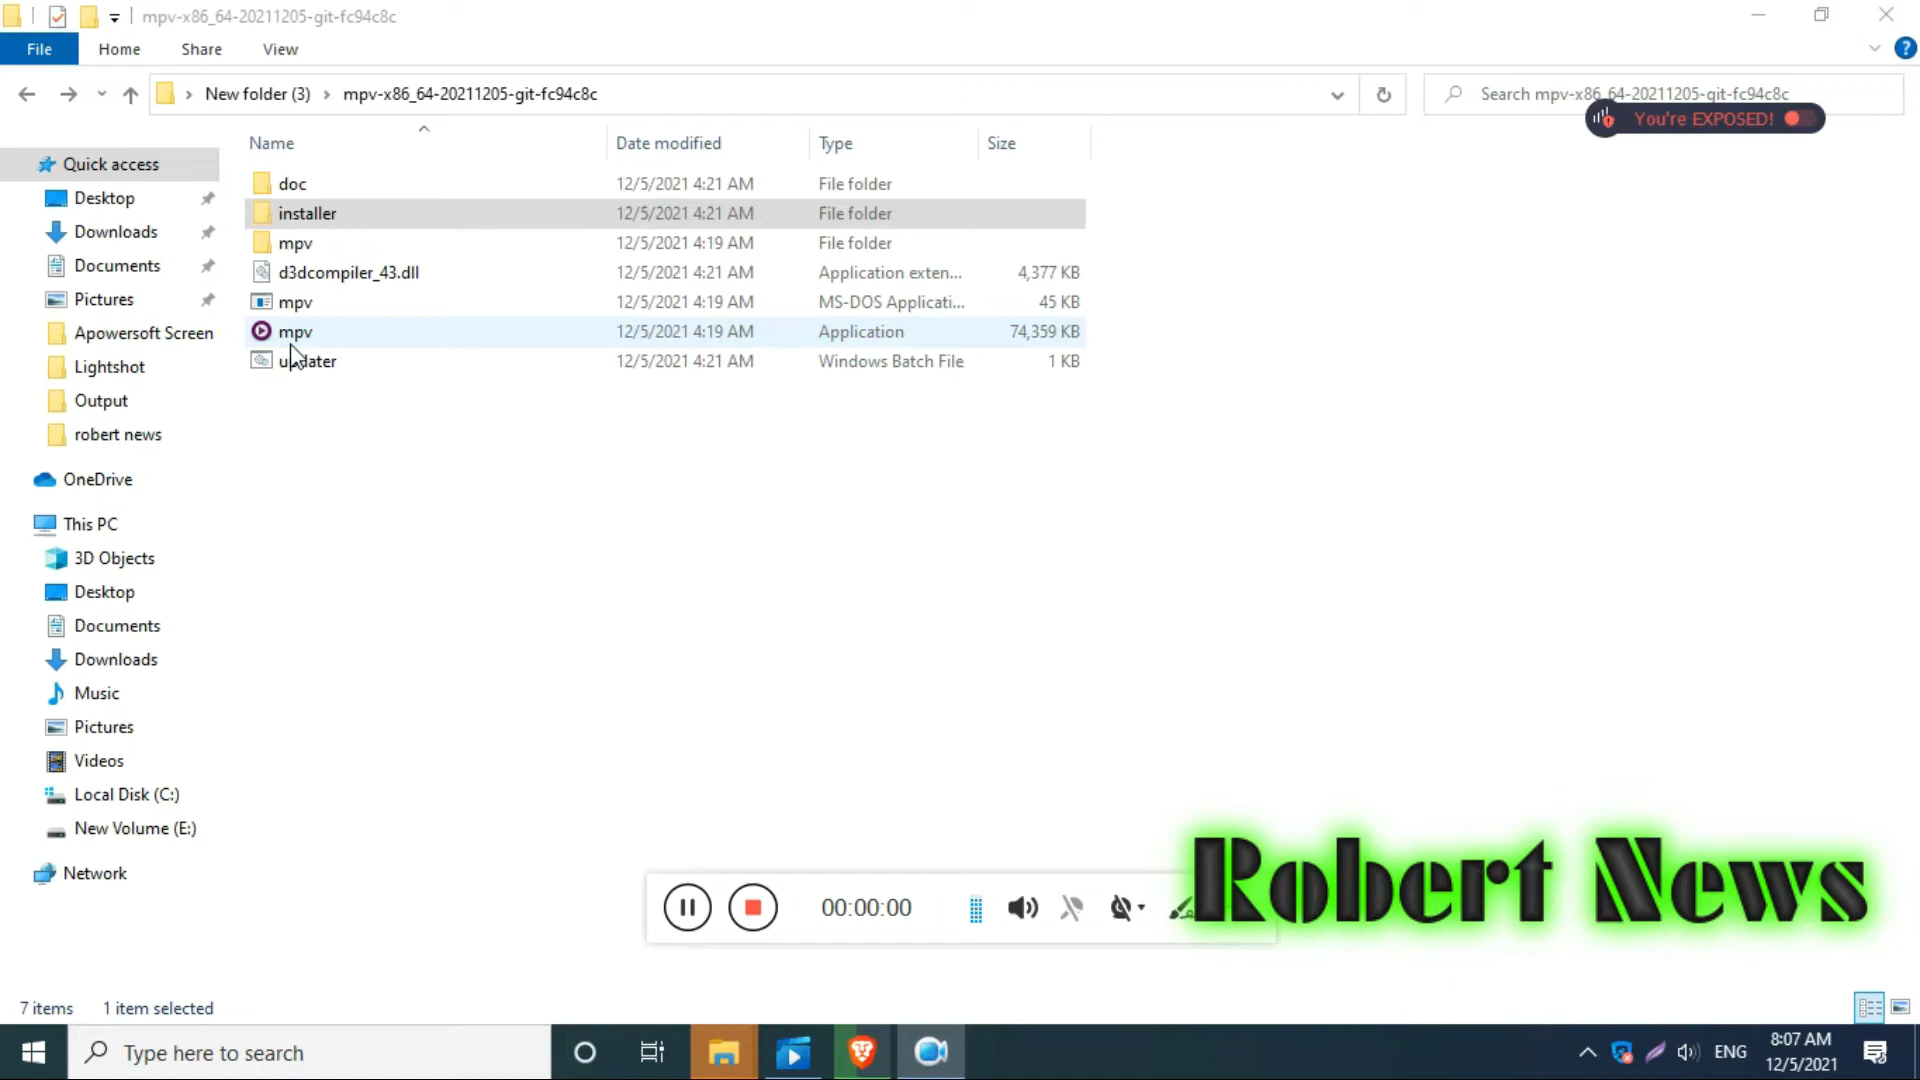 mpv-x86_64-20211205-git-fc94c8c
File Home Share View
New folder (3) mpv-x86_64-20211205-git-fc94c8c
Search mpv-x86_64-20211205-git-fc94c8c
You're EXPOSED!
Name Date modified Type Size
doc 12/5/2021 4:21 AM File folder
installer 12/5/2021 4:21 AM File folder
mpv 12/5/2021 4:19 AM File folder
d3dcompiler_43.dll 12/5/2021 4:21 AM Application exten... 4,377 KB
mpv 12/5/2021 4:19 AM MS-DOS Applicati... 45 KB
mpv 12/5/2021 4:19 AM Application 74,359 KB
updater 12/5/2021 4:21 AM Windows Batch File 1 KB
Quick access
Desktop
Downloads
Documents
Pictures
Apowersoft Screen
Lightshot
Output
robert news
OneDrive
This PC
3D Objects
Desktop
Documents
Downloads
Music
Pictures
Videos
Local Disk (C:)
New Volume (E:)
Network
00:00:00
Robert News
7 items 1 item selected
Type here to search
ENG
8:07 AM
12/5/2021